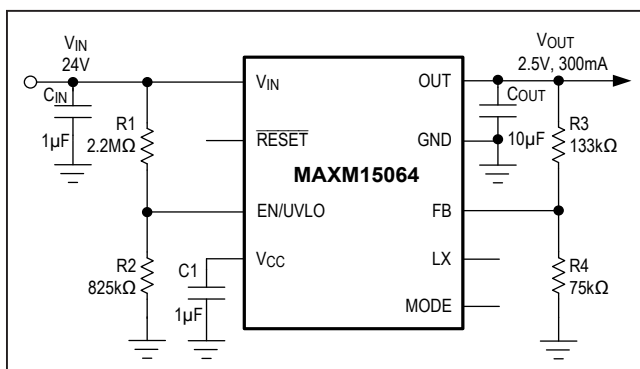 VIN
24V
CIN
1µF
R1
2.2MΩ
R2
825kΩ
C1
1µF
VIN
RESET
EN/UVLO
VCC
MAXM15064
OUT
GND
FB
LX
MODE
VOUT
2.5V, 300mA
COUT
10µF
R3
133kΩ
R4
75kΩ